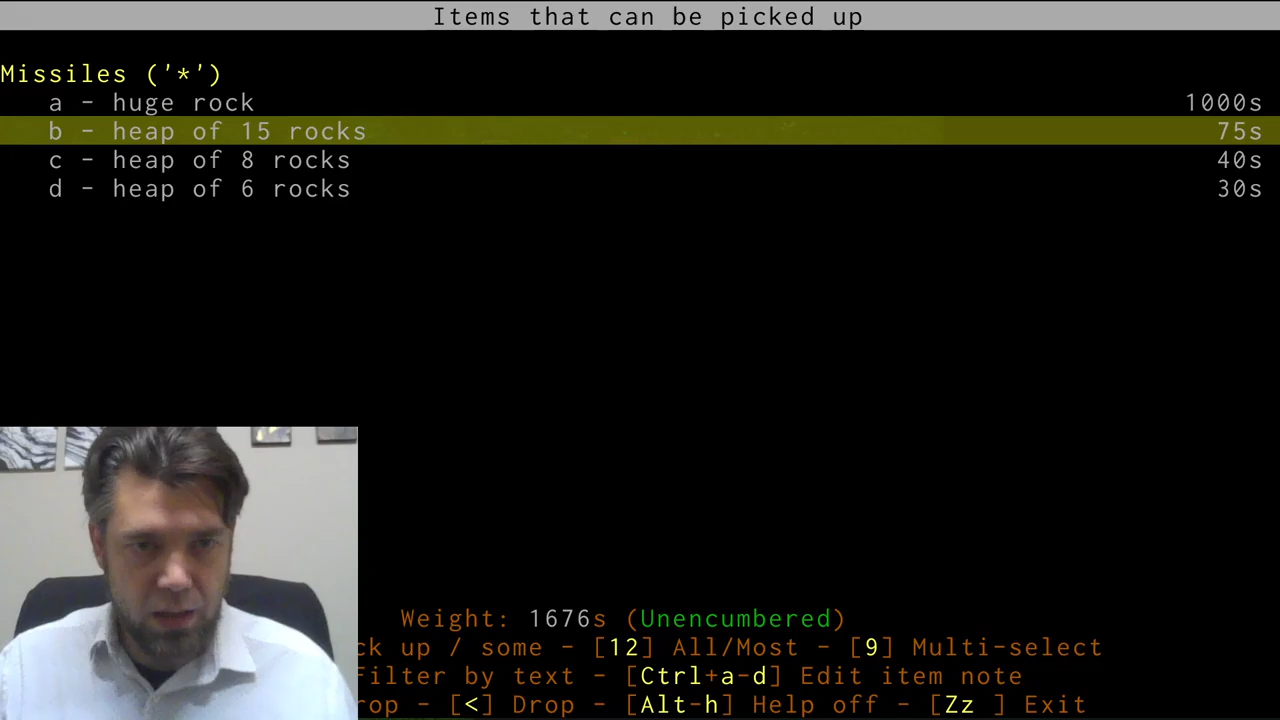 Items that can be picked up
Missiles ('*')
a - huge rock 1000s
b - heap of 15 rocks 75s
c - heap of 8 rocks 40s
d - heap of 6 rocks 30s
Weight: 1676s (Unencumbered)
up / some - [12] All/Most - [9] Multi-select
Filter by text - [Ctrl+a-d] Edit item note
- [<] Drop - [Alt-h] Help off - [Zz ] Exit